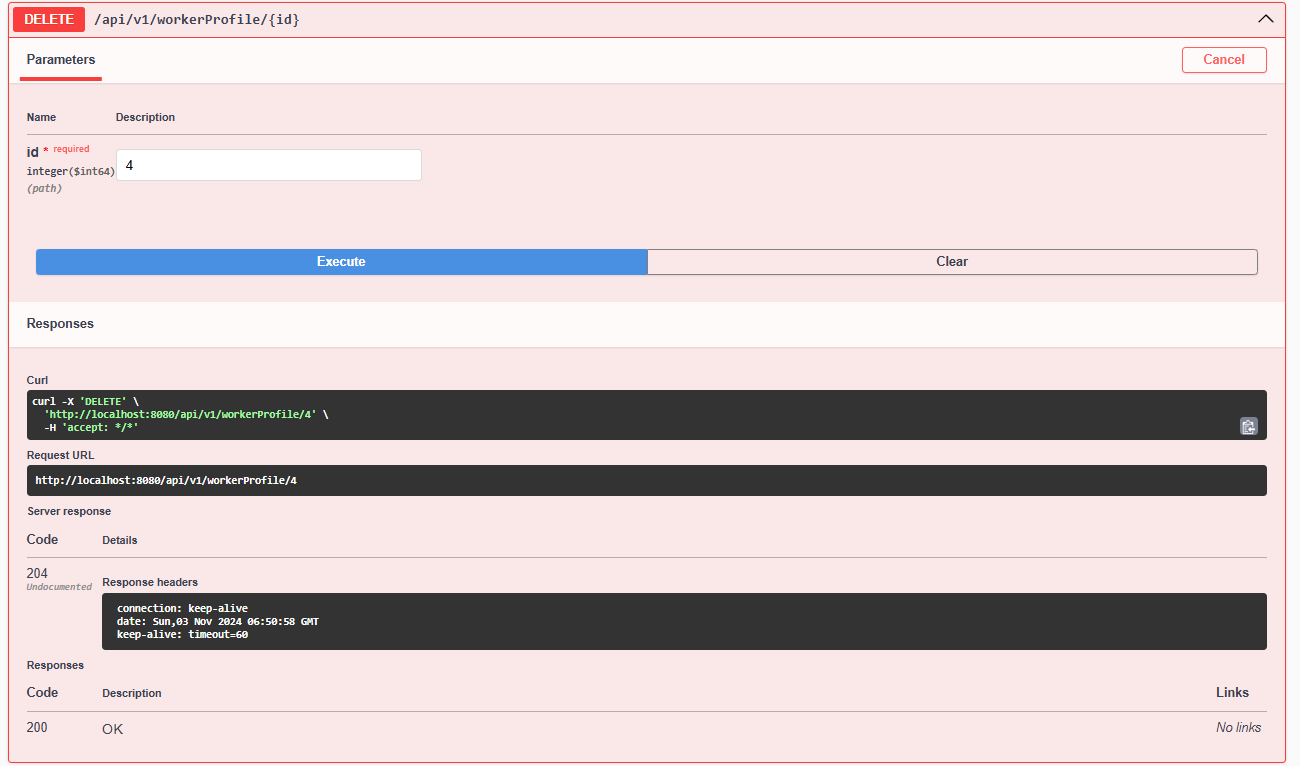 DELETE /api/v1/workerProfile/{id}
Parameters
Cancel
Name Description
id * required
integer($int64)
(path)
4
Execute Clear
Responses
Curl
curl -X 'DELETE' \
  'http://localhost:8080/api/v1/workerProfile/4' \
  -H 'accept: */*'
Request URL
http://localhost:8080/api/v1/workerProfile/4
Server response
Code Details
204
Undocumented
Response headers
connection: keep-alive
date: Sun,03 Nov 2024 06:50:58 GMT
keep-alive: timeout=60
Responses
Code Description Links
200 OK No links